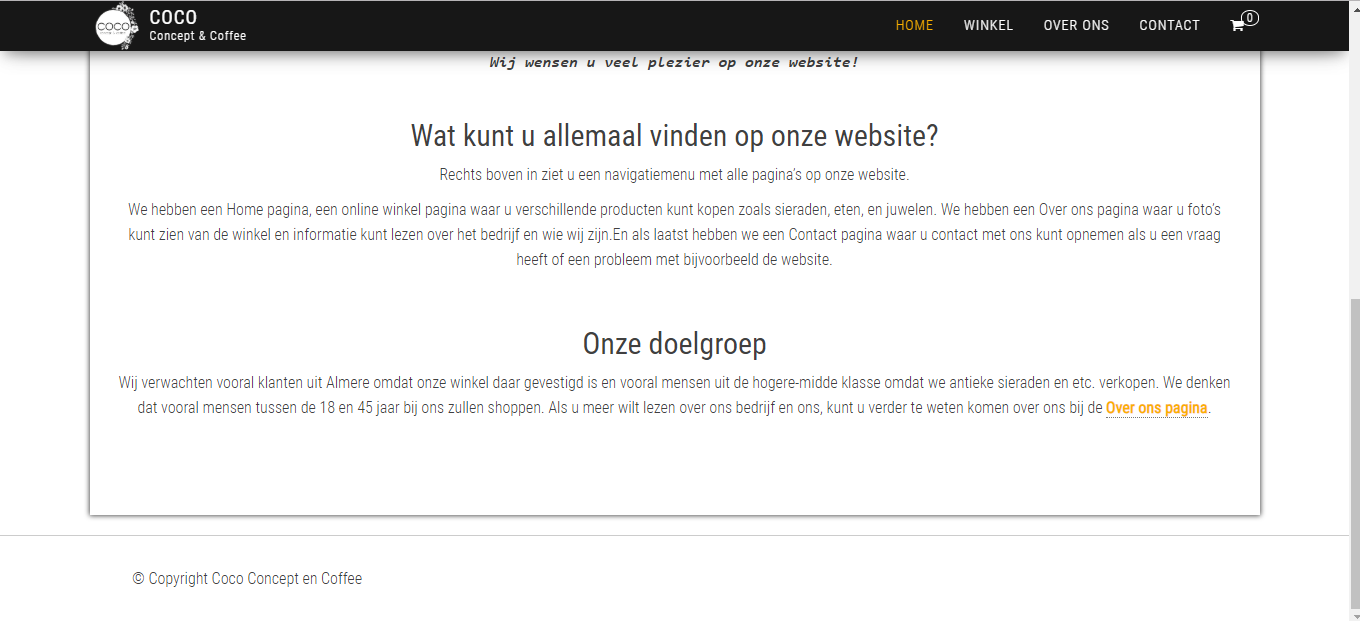 COCO
COCO
Concept & Coffee
HOME WINKEL OVER ONS CONTACT 0
Wij wensen u veel plezier op onze website!
Wat kunt u allemaal vinden op onze website?
Rechts boven in ziet u een navigatiemenu met alle pagina's op onze website.
We hebben een Home pagina, een online winkel pagina waar u verschillende producten kunt kopen zoals sieraden, eten, en juwelen. We hebben een Over ons pagina waar u foto's
kunt zien van de winkel en informatie kunt lezen over het bedrijf en wie wij zijn.En als laatst hebben we een Contact pagina waar u contact met ons kunt opnemen als u een vraag
heeft of een probleem met bijvoorbeeld de website.
Onze doelgroep
Wij verwachten vooral klanten uit Almere omdat onze winkel daar gevestigd is en vooral mensen uit de hogere-midde klasse omdat we antieke sieraden en etc. verkopen. We denken
dat vooral mensen tussen de 18 en 45 jaar bij ons zullen shoppen. Als u meer wilt lezen over ons bedrijf en ons, kunt u verder te weten komen over ons bij de Over ons pagina.
© Copyright Coco Concept en Coffee